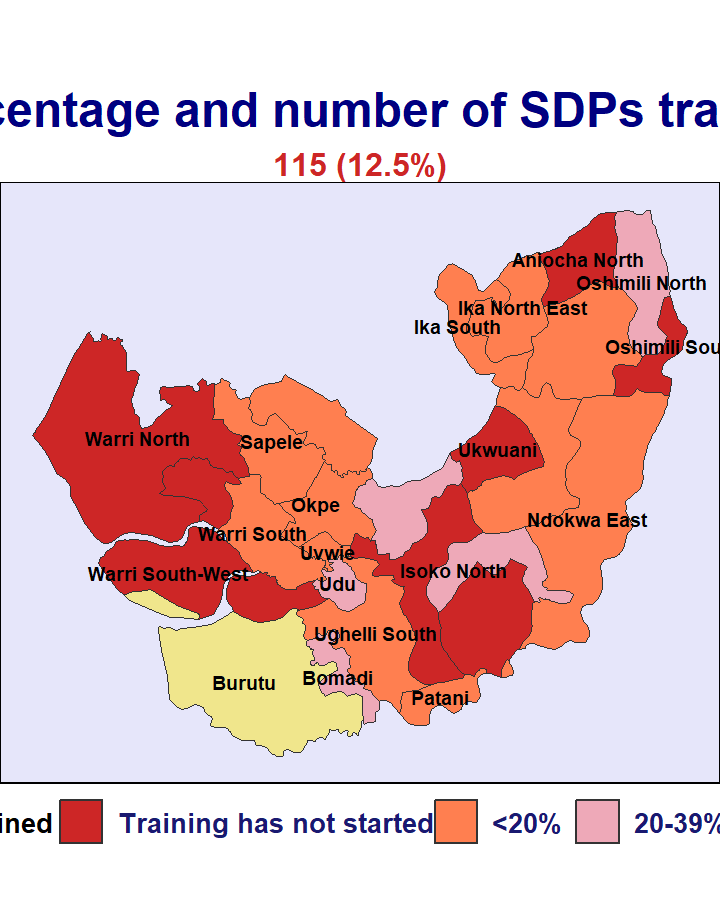 centage and number of SDPs tra
115 (12.5%)
Aniocha North
Oshimili North
Ika North East
Ika South
Oshimili Sou
Warri North
Sapele
Ukwuani
Okpe
Ndokwa East
Warri South
Uvwie
Isoko North
Warri South-West
Udu
Ughelli South
Bomadi
Burutu
Patani
ined Training has not started <20% 20-39%